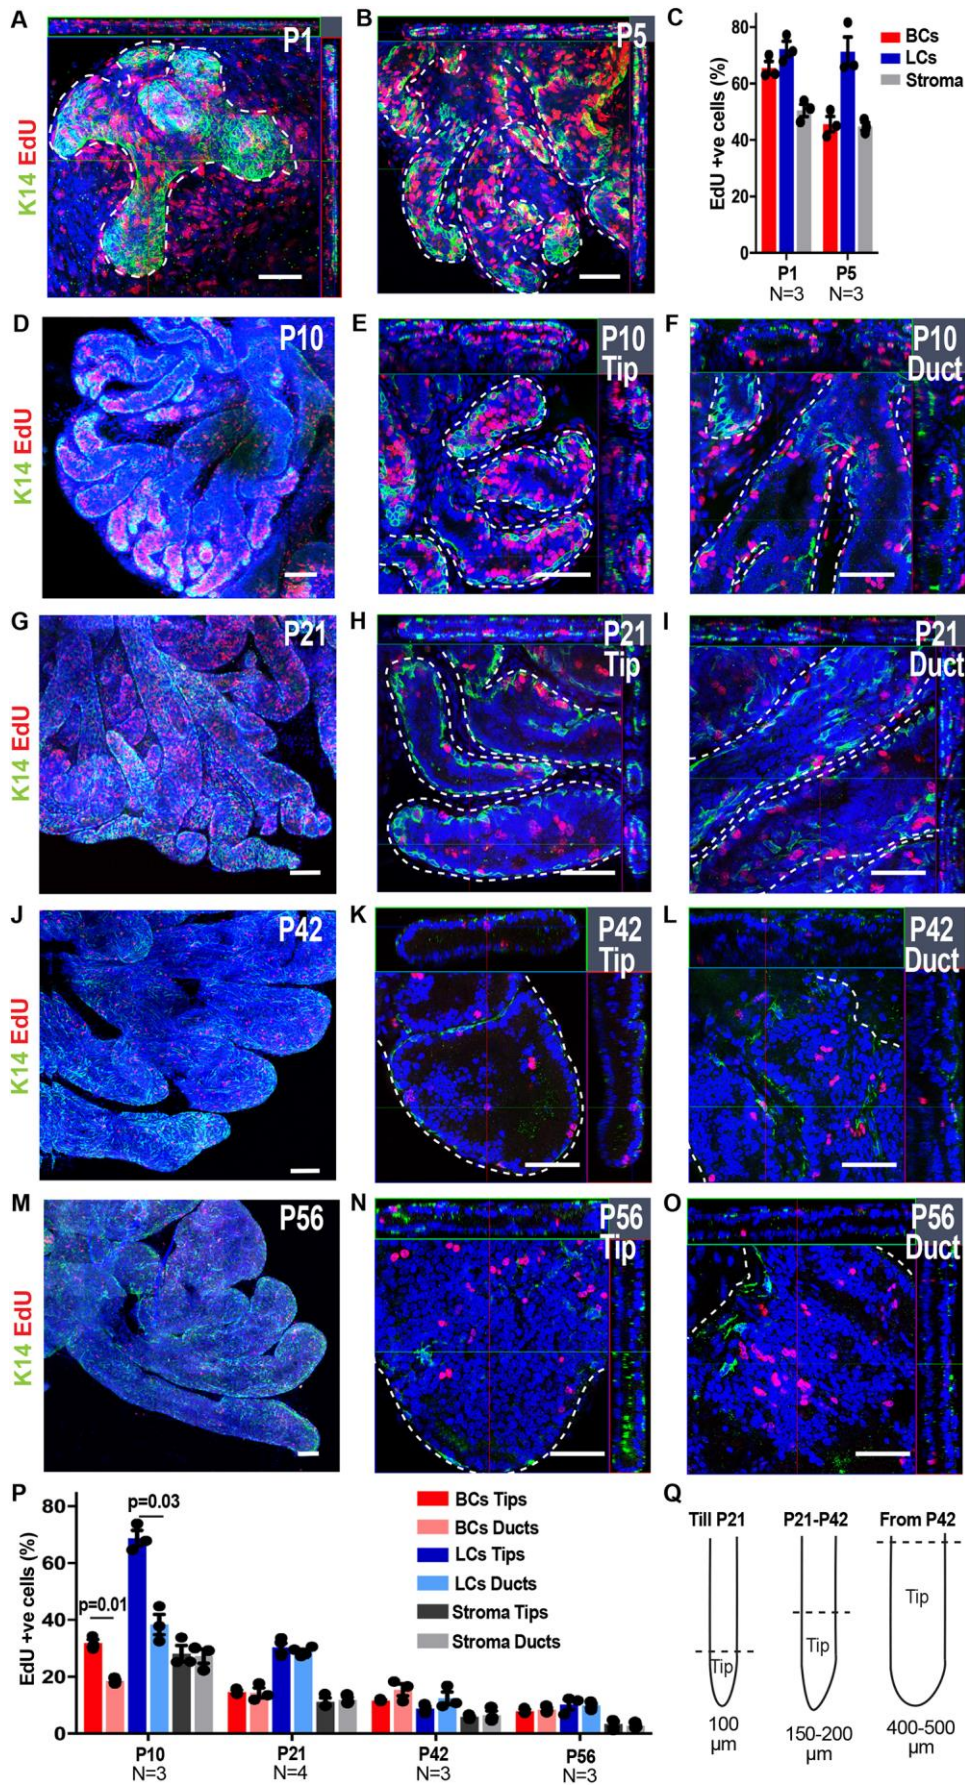 A
P1
K14 EdU
B
P5
C
EdU +ve cells (%)
80
60
40
20
0
BCs
LCs
Stroma
P1
N=3
P5
N=3
D
P10
K14 EdU
E
P10
Tip
F
P10
Duct
G
P21
K14 EdU
H
P21
Tip
I
P21
Duct
J
P42
K14 EdU
K
P42
Tip
L
P42
Duct
M
P56
K14 EdU
N
P56
Tip
O
P56
Duct
P
EdU +ve cells (%)
80
60
40
20
0
p=0.01
p=0.03
BCs Tips
BCs Ducts
LCs Tips
LCs Ducts
Stroma Tips
Stroma Ducts
P10
N=3
P21
N=4
P42
N=3
P56
N=3
Q
Till P21
P21-P42
From P42
Tip
Tip
Tip
100
μm
150-200
μm
400-500
μm